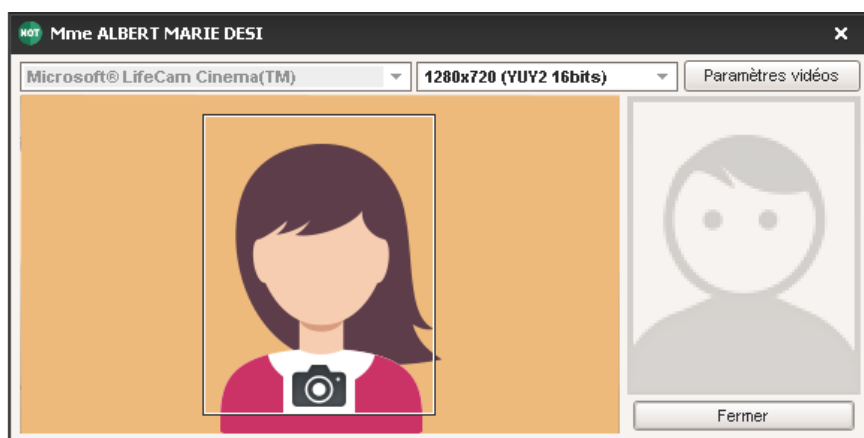 NOT Mme ALBERT MARIE DESI
Microsoft® LifeCam Cinema(TM) 1280x720 (YUY2 16bits) Paramètres vidéos
Fermer